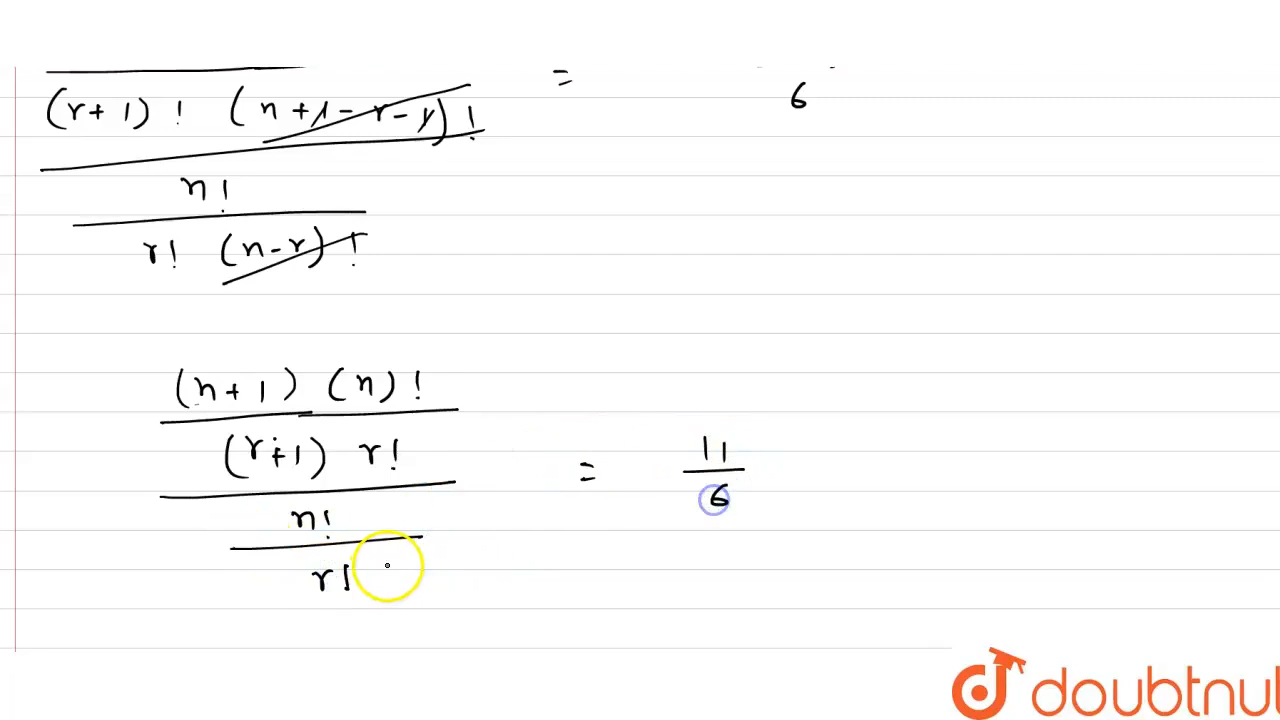 (r+1)! (n+1-r-1)! = 6
n!
r! (n-r)!
(n+1) (n)!
(r+1) r! = 11
6
n!
r!
doubtnut